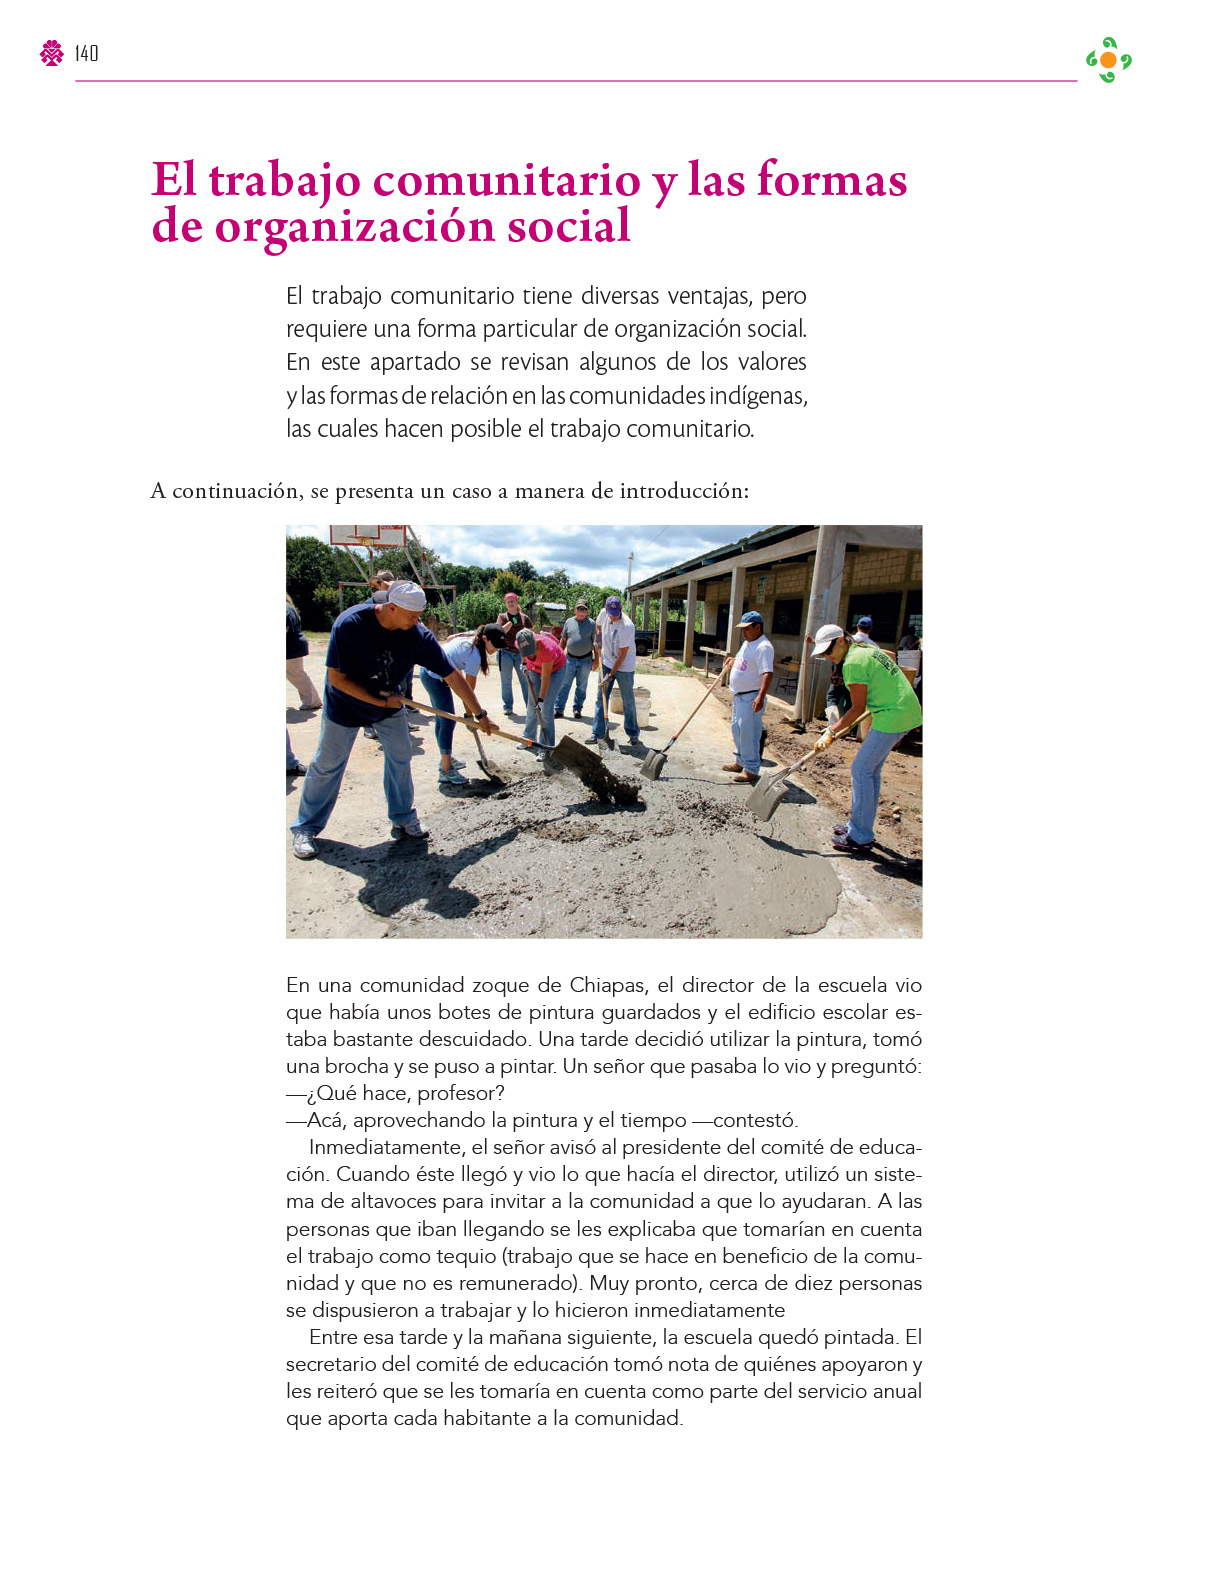 140
El trabajo comunitario y las formas
de organización social
El trabajo comunitario tiene diversas ventajas, pero
requiere una forma particular de organización social.
En este apartado se revisan algunos de los valores
y las formas de relación en las comunidades indígenas,
las cuales hacen posible el trabajo comunitario.
A continuación, se presenta un caso a manera de introducción:
En una comunidad zoque de Chiapas, el director de la escuela vio
que había unos botes de pintura guardados y el edificio escolar es-
taba bastante descuidado. Una tarde decidió utilizar la pintura, tomó
una brocha y se puso a pintar. Un señor que pasaba lo vio y preguntó:
—¿Qué hace, profesor?
—Acá, aprovechando la pintura y el tiempo —contestó.
Inmediatamente, el señor avisó al presidente del comité de educa-
ción. Cuando éste llegó y vio lo que hacía el director, utilizó un siste-
ma de altavoces para invitar a la comunidad a que lo ayudaran. A las
personas que iban llegando se les explicaba que tomarían en cuenta
el trabajo como tequio (trabajo que se hace en beneficio de la comu-
nidad y que no es remunerado). Muy pronto, cerca de diez personas
se dispusieron a trabajar y lo hicieron inmediatamente
Entre esa tarde y la mañana siguiente, la escuela quedó pintada. El
secretario del comité de educación tomó nota de quiénes apoyaron y
les reiteró que se les tomaría en cuenta como parte del servicio anual
que aporta cada habitante a la comunidad.